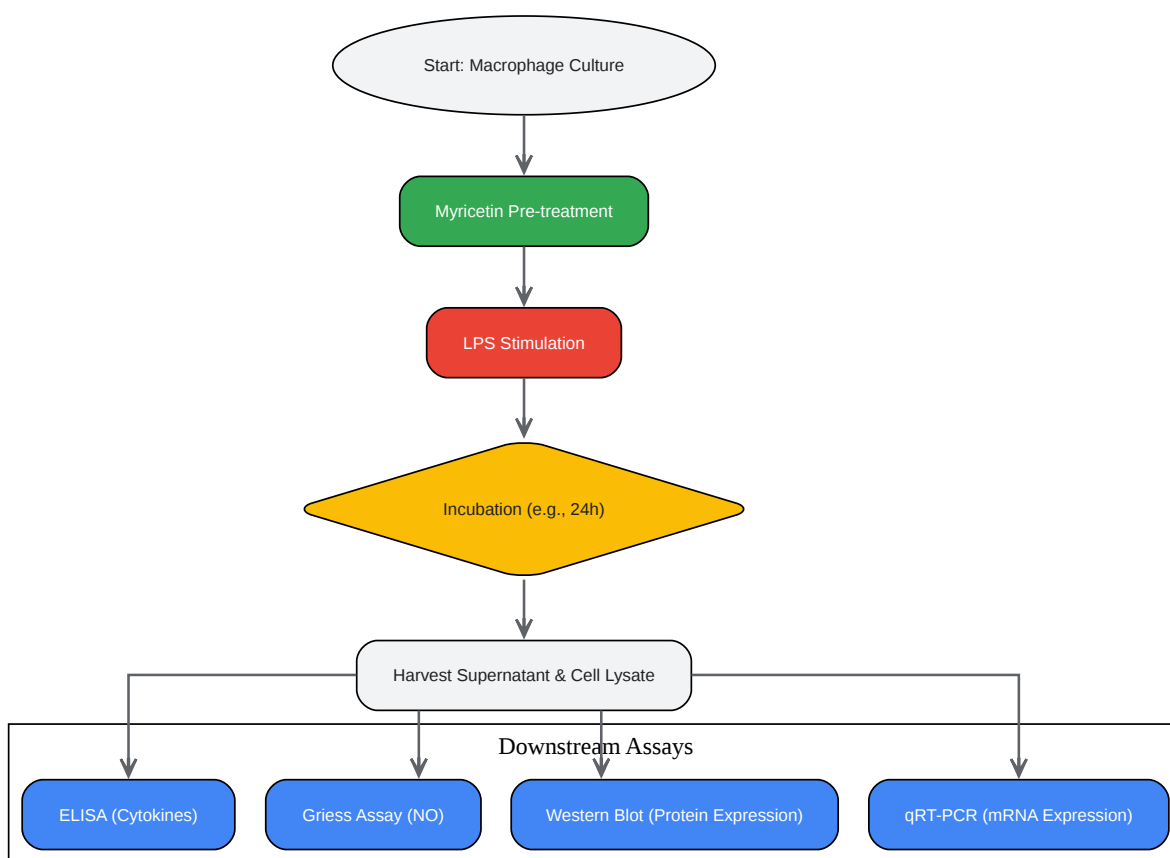 Start: Macrophage Culture
Myricetin Pre-treatment
LPS Stimulation
Incubation (e.g., 24h)
Harvest Supernatant & Cell Lysate
Downstream Assays
ELISA (Cytokines)
Griess Assay (NO)
Western Blot (Protein Expression)
qRT-PCR (mRNA Expression)